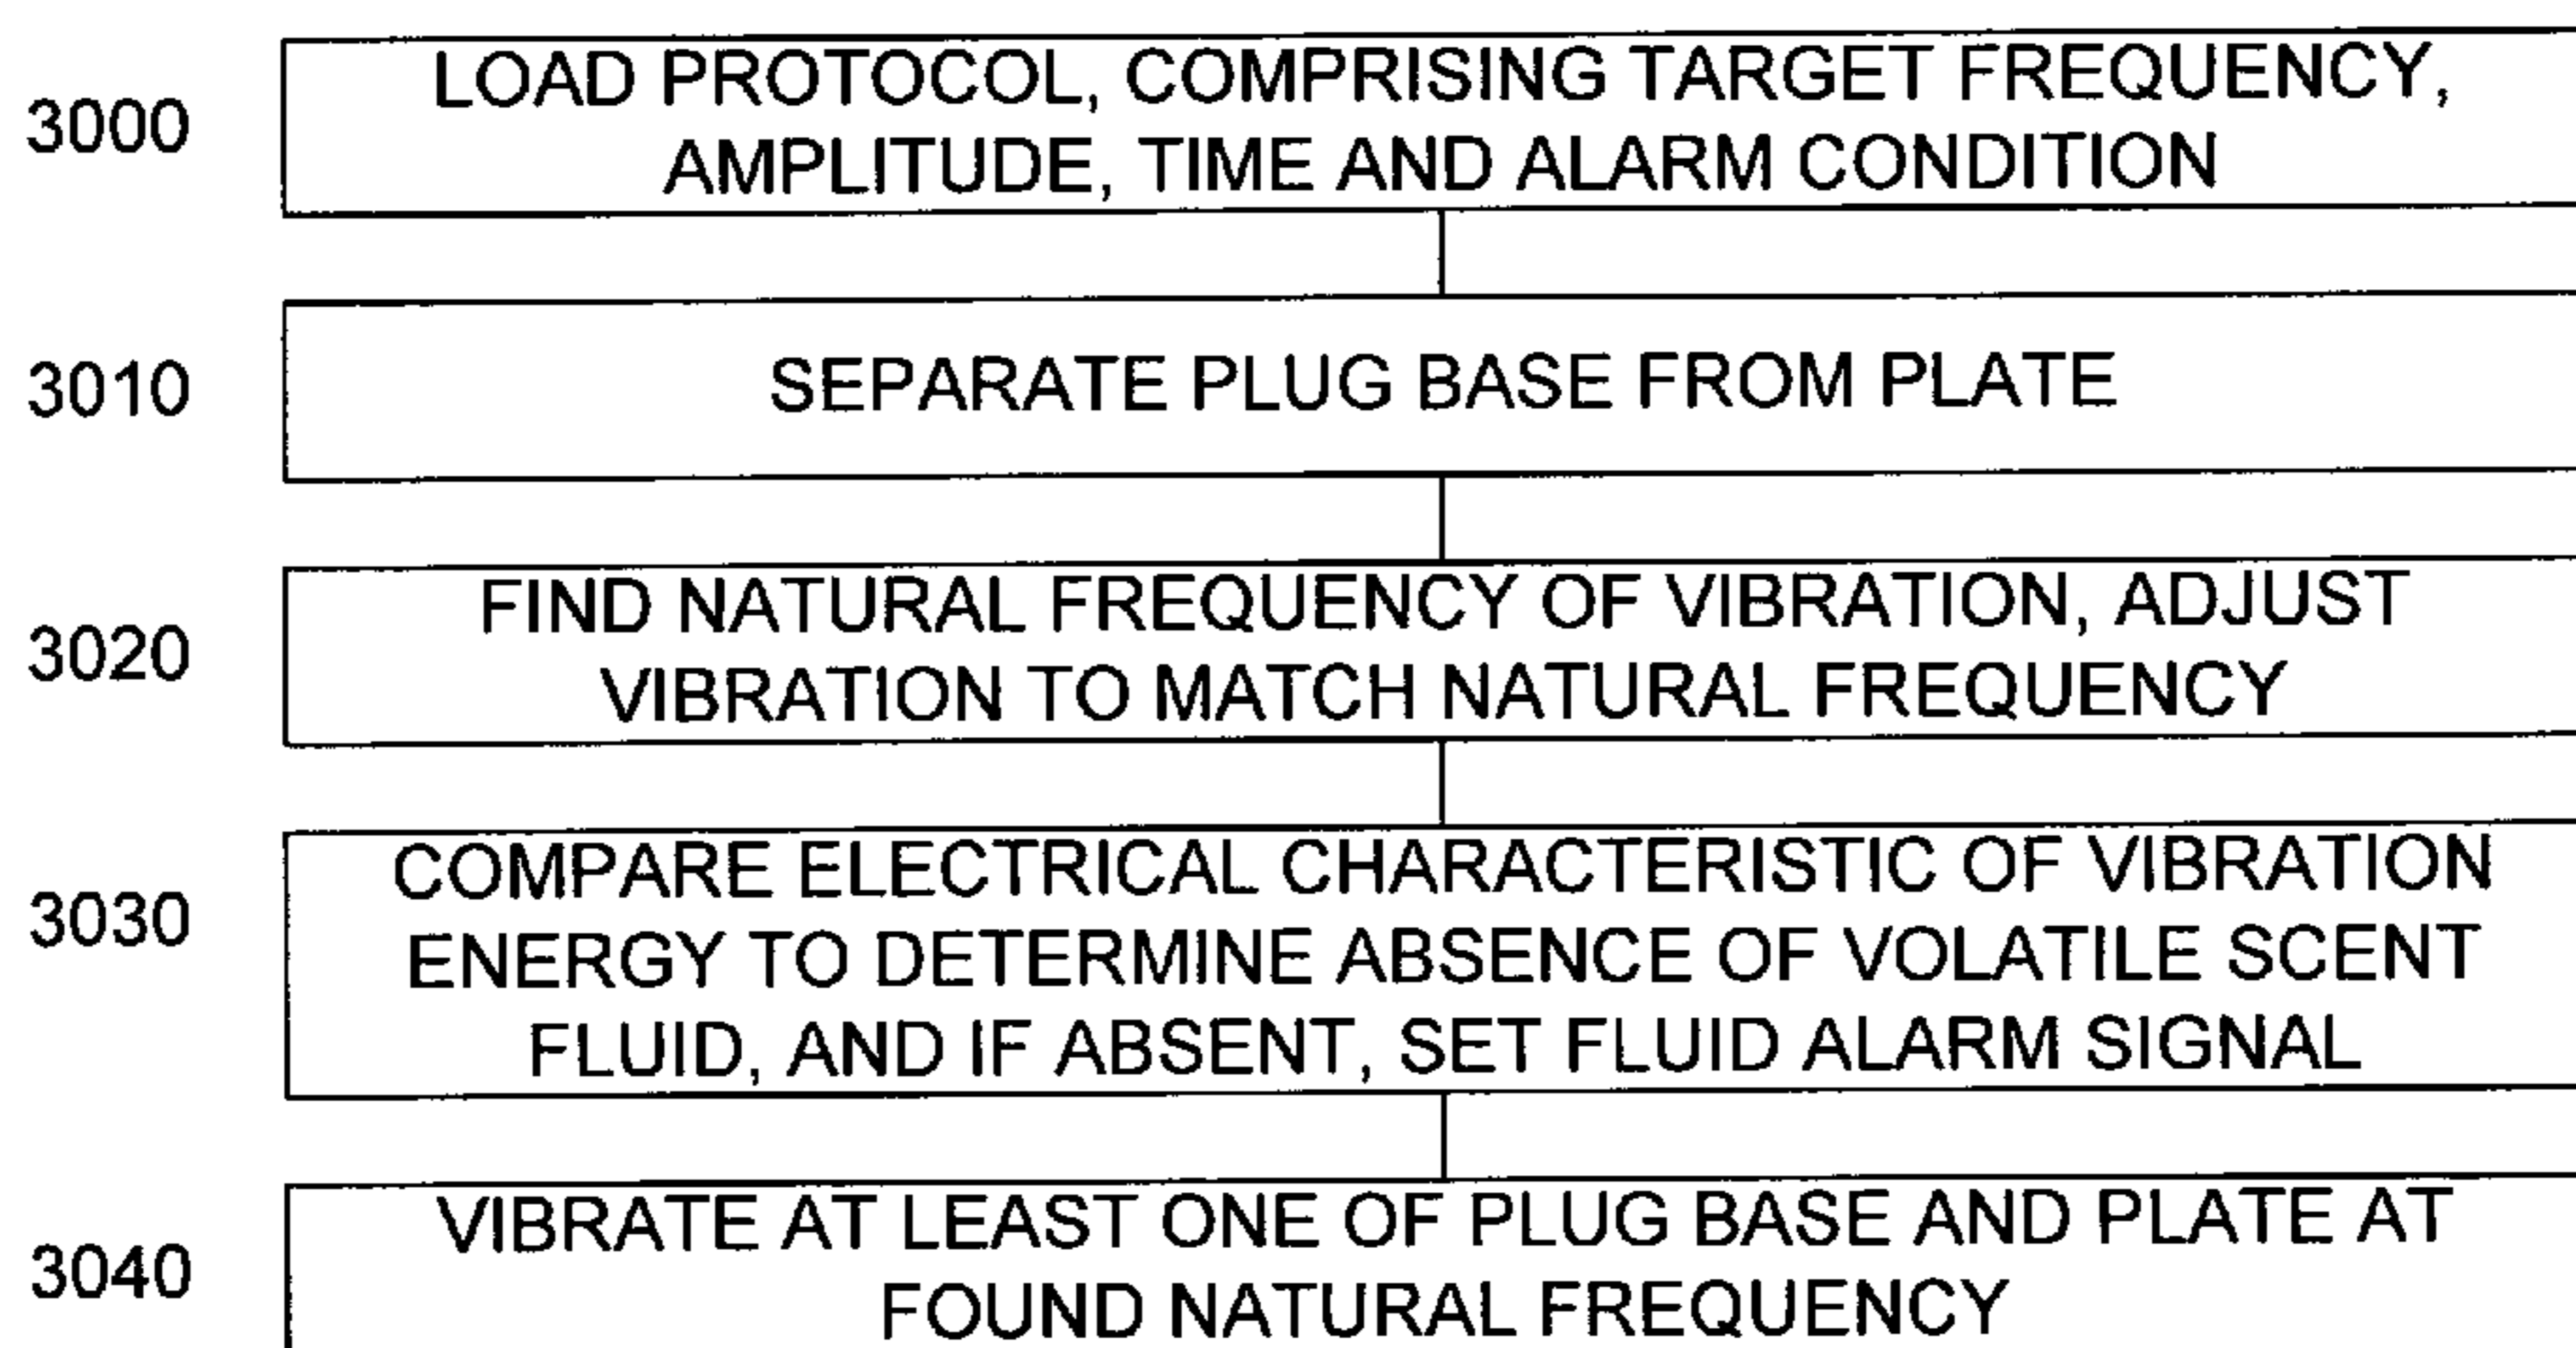 3000
LOAD PROTOCOL, COMPRISING TARGET FREQUENCY,
AMPLITUDE, TIME AND ALARM CONDITION
3010
SEPARATE PLUG BASE FROM PLATE
3020
FIND NATURAL FREQUENCY OF VIBRATION, ADJUST
VIBRATION TO MATCH NATURAL FREQUENCY
3030
COMPARE ELECTRICAL CHARACTERISTIC OF VIBRATION
ENERGY TO DETERMINE ABSENCE OF VOLATILE SCENT
FLUID, AND IF ABSENT, SET FLUID ALARM SIGNAL
3040
VIBRATE AT LEAST ONE OF PLUG BASE AND PLATE AT
FOUND NATURAL FREQUENCY